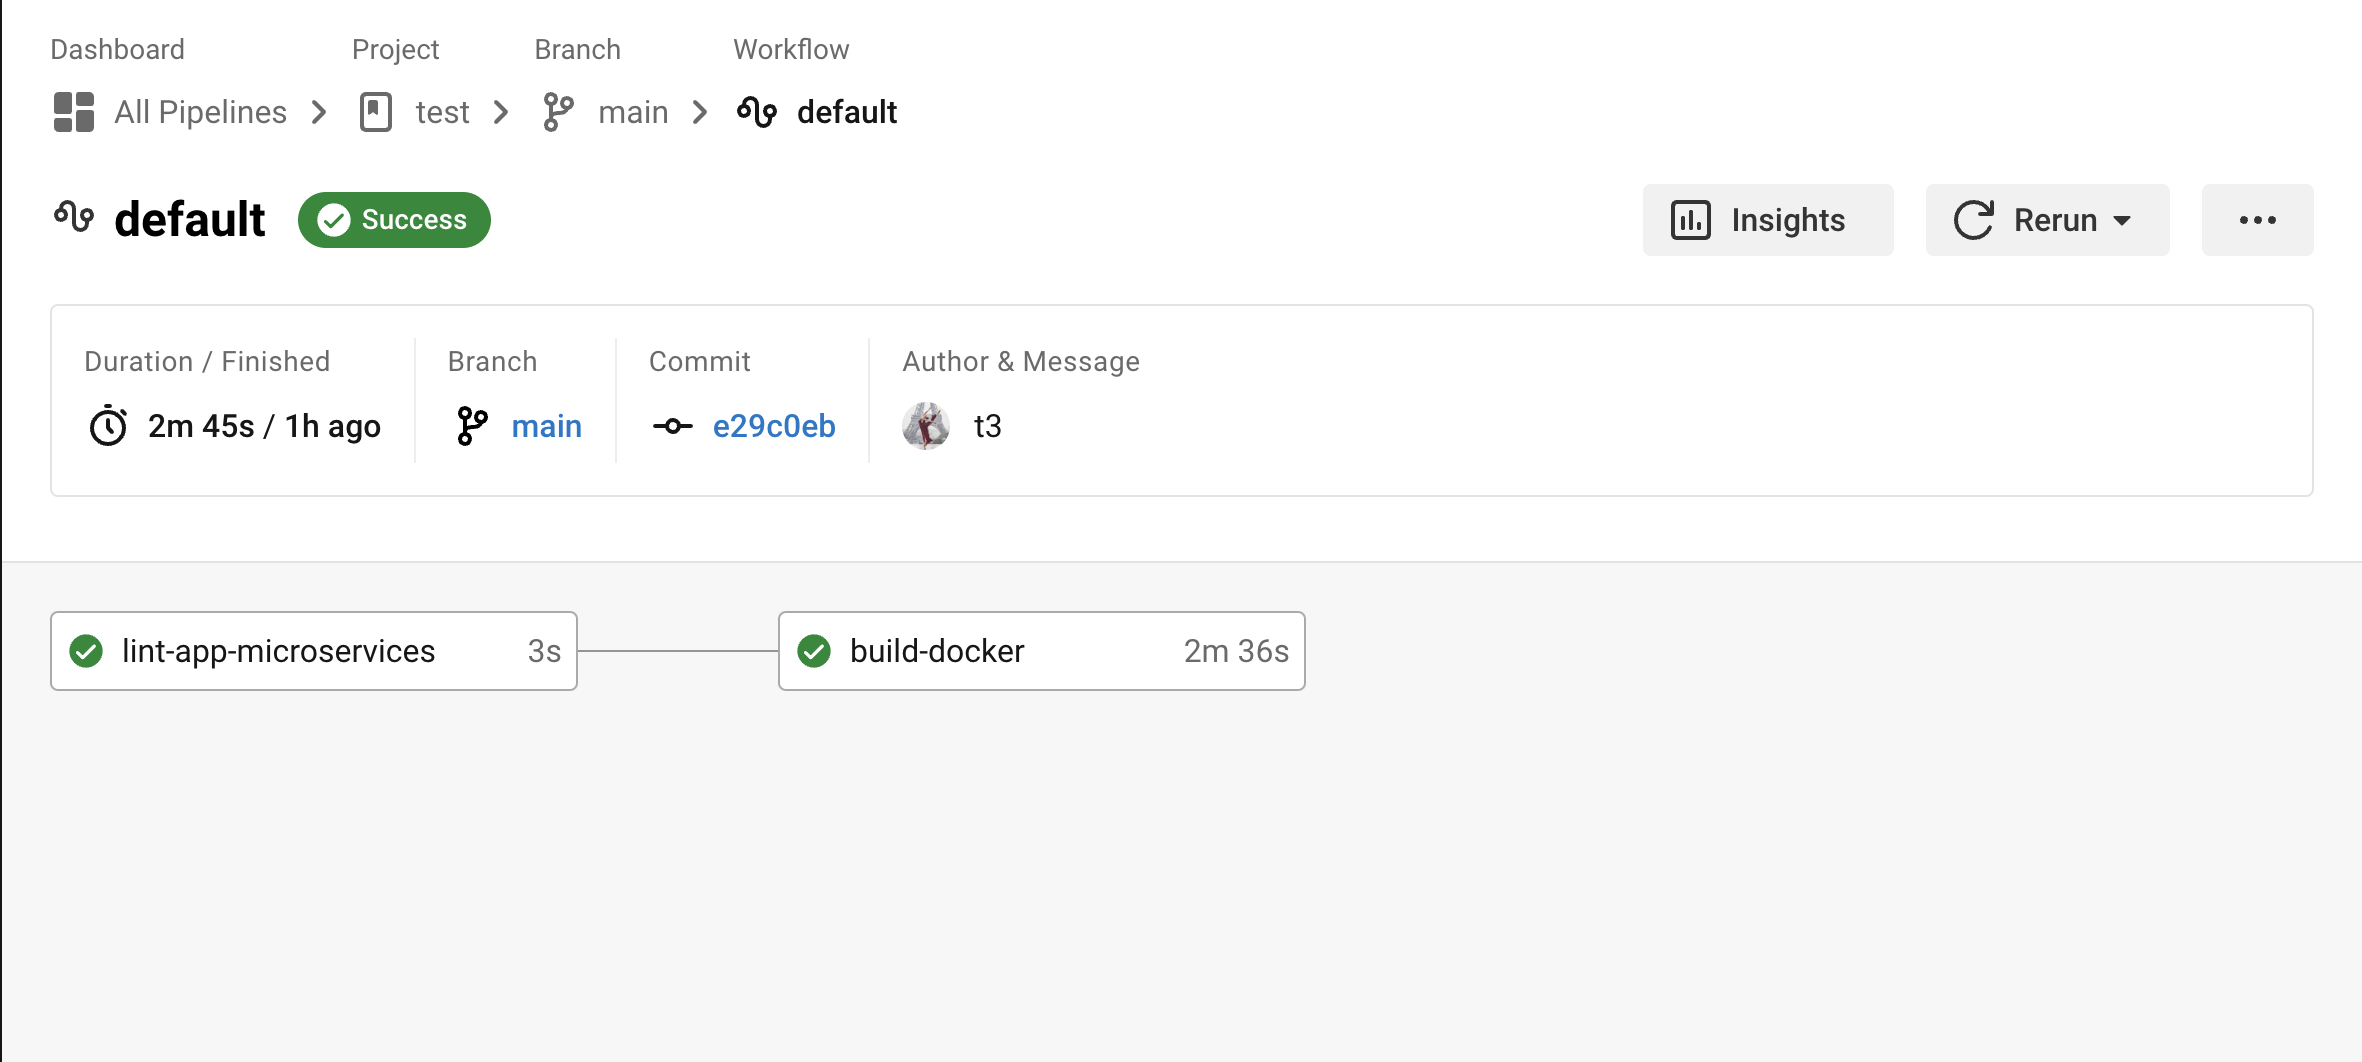 Dashboard Project Branch Workflow
All Pipelines test main default
default Success Insights Rerun
Duration / Finished Branch Commit Author & Message
2m 45s / 1h ago main e29c0eb t3
lint-app-microservices 3s build-docker 2m 36s